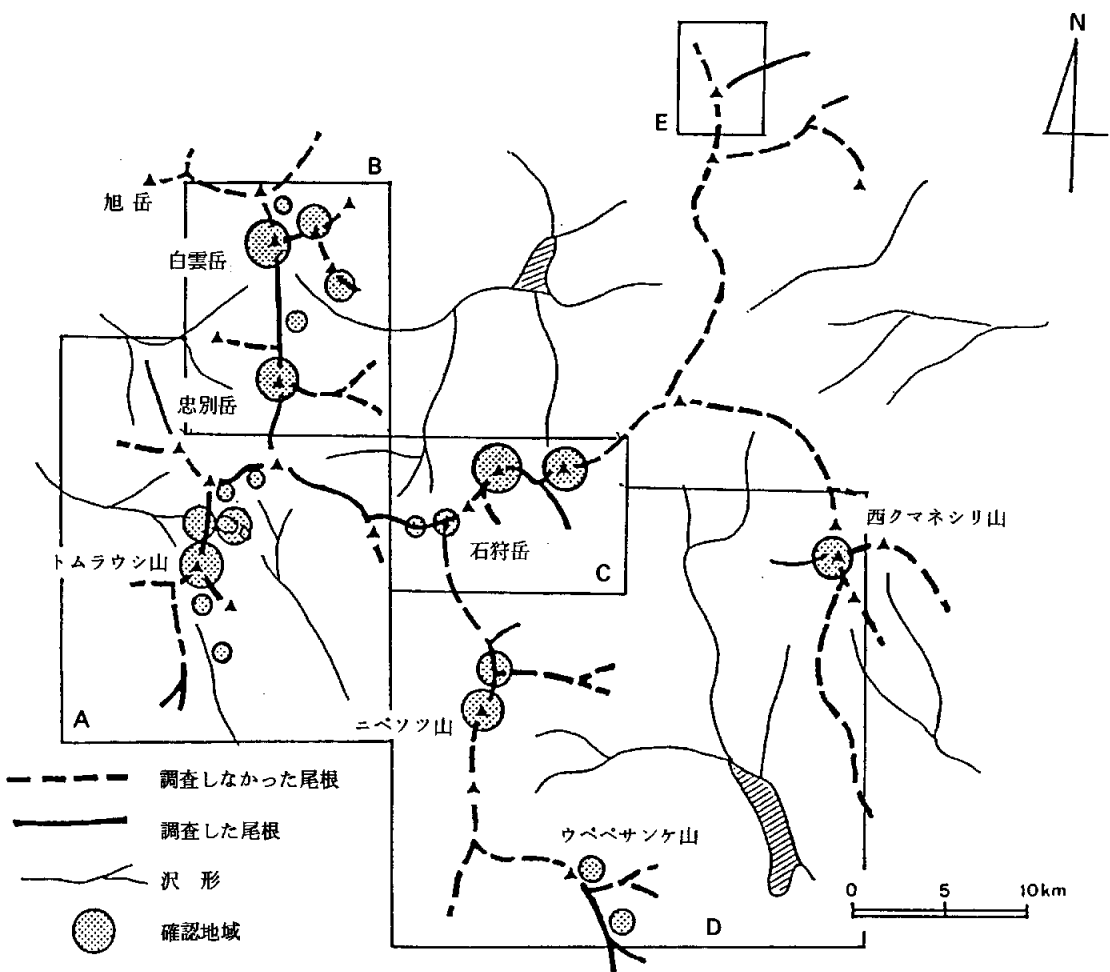 N
E
B
旭岳
白雲岳
忠別岳
西クマネシリ山
トムラウシ山
石狩岳
C
A
ニペソツ山
調査しなかった尾根
調査した尾根
沢形
確認地域
ウペペサンケ山
0 5 10km
D